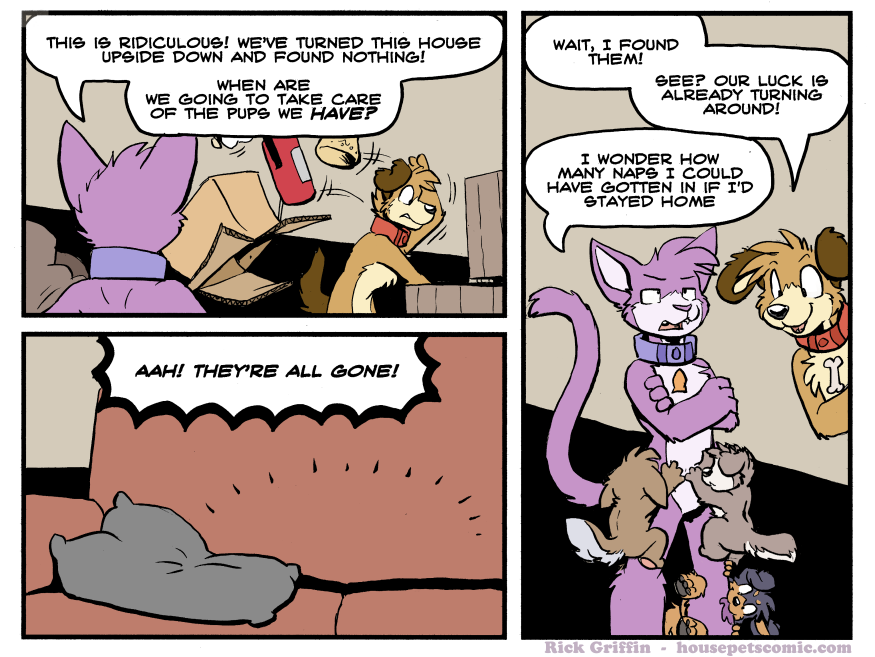 THIS IS RIDICULOUS! WE'VE TURNED THIS HOUSE
UPSIDE DOWN AND FOUND NOTHING!
WHEN ARE
WE GOING TO TAKE CARE
OF THE PUPS WE HAVE?
AAH! THEY'RE ALL GONE!
WAIT, I FOUND
THEM!
SEE? OUR LUCK IS
ALREADY TURNING
AROUND!
I WONDER HOW
MANY NAPS I COULD
HAVE GOTTEN IN IF I'D
STAYED HOME
Rick Griffin - housepetscomic.com